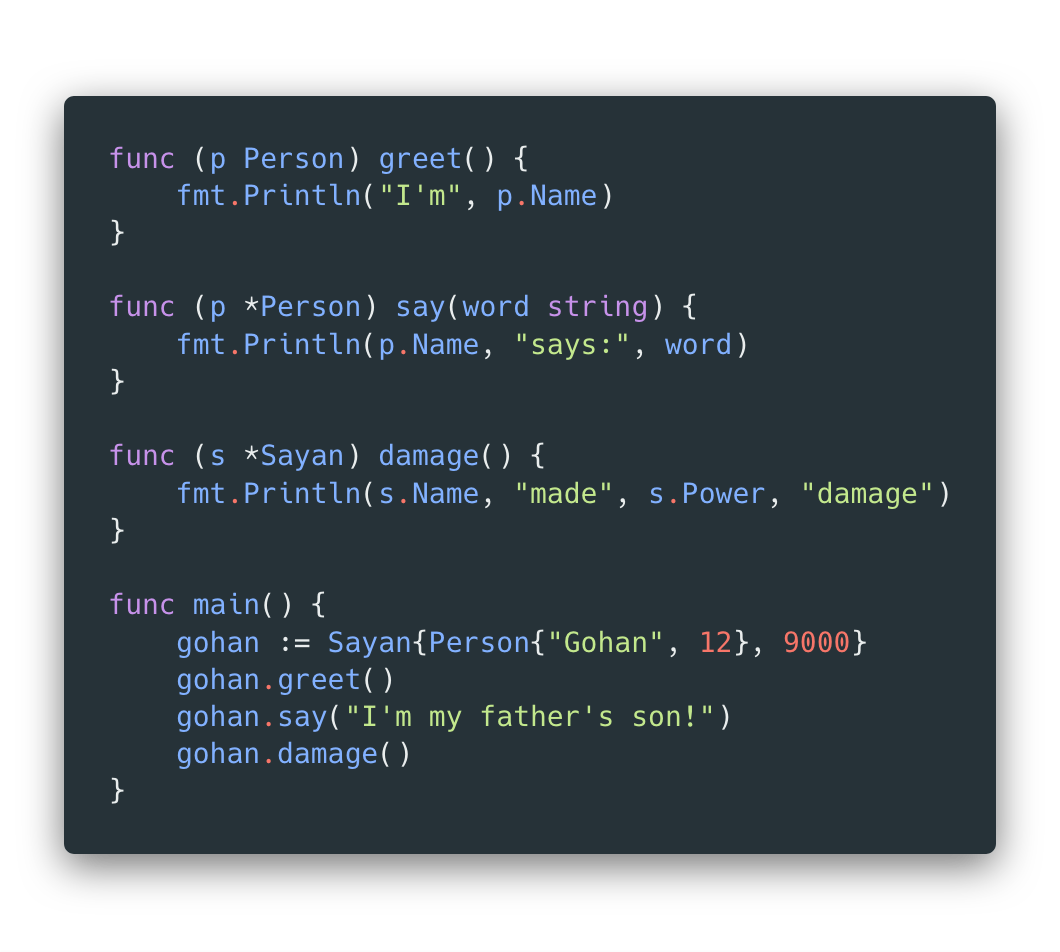 func (p Person) greet() {
    fmt.Println("I'm", p.Name)
}

func (p *Person) say(word string) {
    fmt.Println(p.Name, "says:", word)
}

func (s *Sayan) damage() {
    fmt.Println(s.Name, "made", s.Power, "damage")
}

func main() {
    gohan := Sayan{Person{"Gohan", 12}, 9000}
    gohan.greet()
    gohan.say("I'm my father's son!")
    gohan.damage()
}